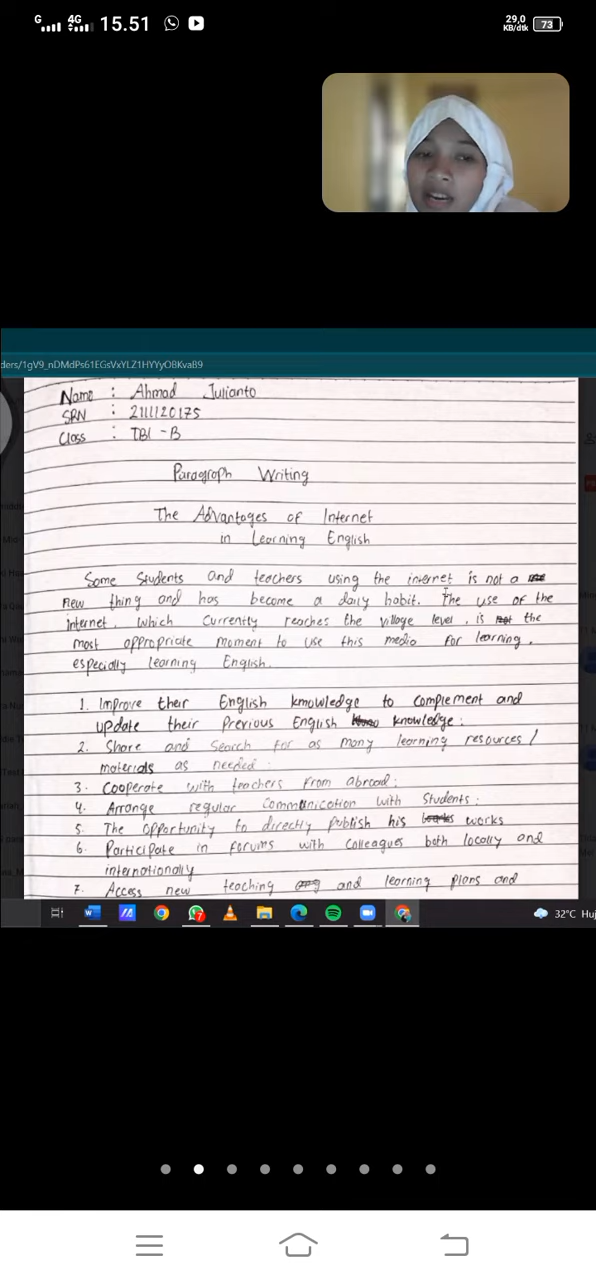 G 4G 15.51
29,0
KB/dtk 73
ders/1gV9_nDMdPs61EGsVxYLZ1HYYyOBKvaB9
Name : Ahmad Julianto
SRN : 2111120175
Class : TBI - B
Paragraph Writing
The Advantages of Internet
in Learning English
Some Students and teachers using the internet is not a
new thing and has become a daily habit. The use of the
internet, which currently reaches the village level, is the
most appropriate moment to use this media for learning,
especially learning English.
1. Improve their English kmowledge to complement and
update their previous English knowledge:
2. Share and search for as many learning resources /
materials as needed:
3. Cooperate with teachers from abroad:
4. Arrange regular communication with Students:
5. The opportunity to directly publish his works
6. Participate in forums with colleagues both locally and
internationally
7. Access new teaching and learning plans and
7
32°C Huj